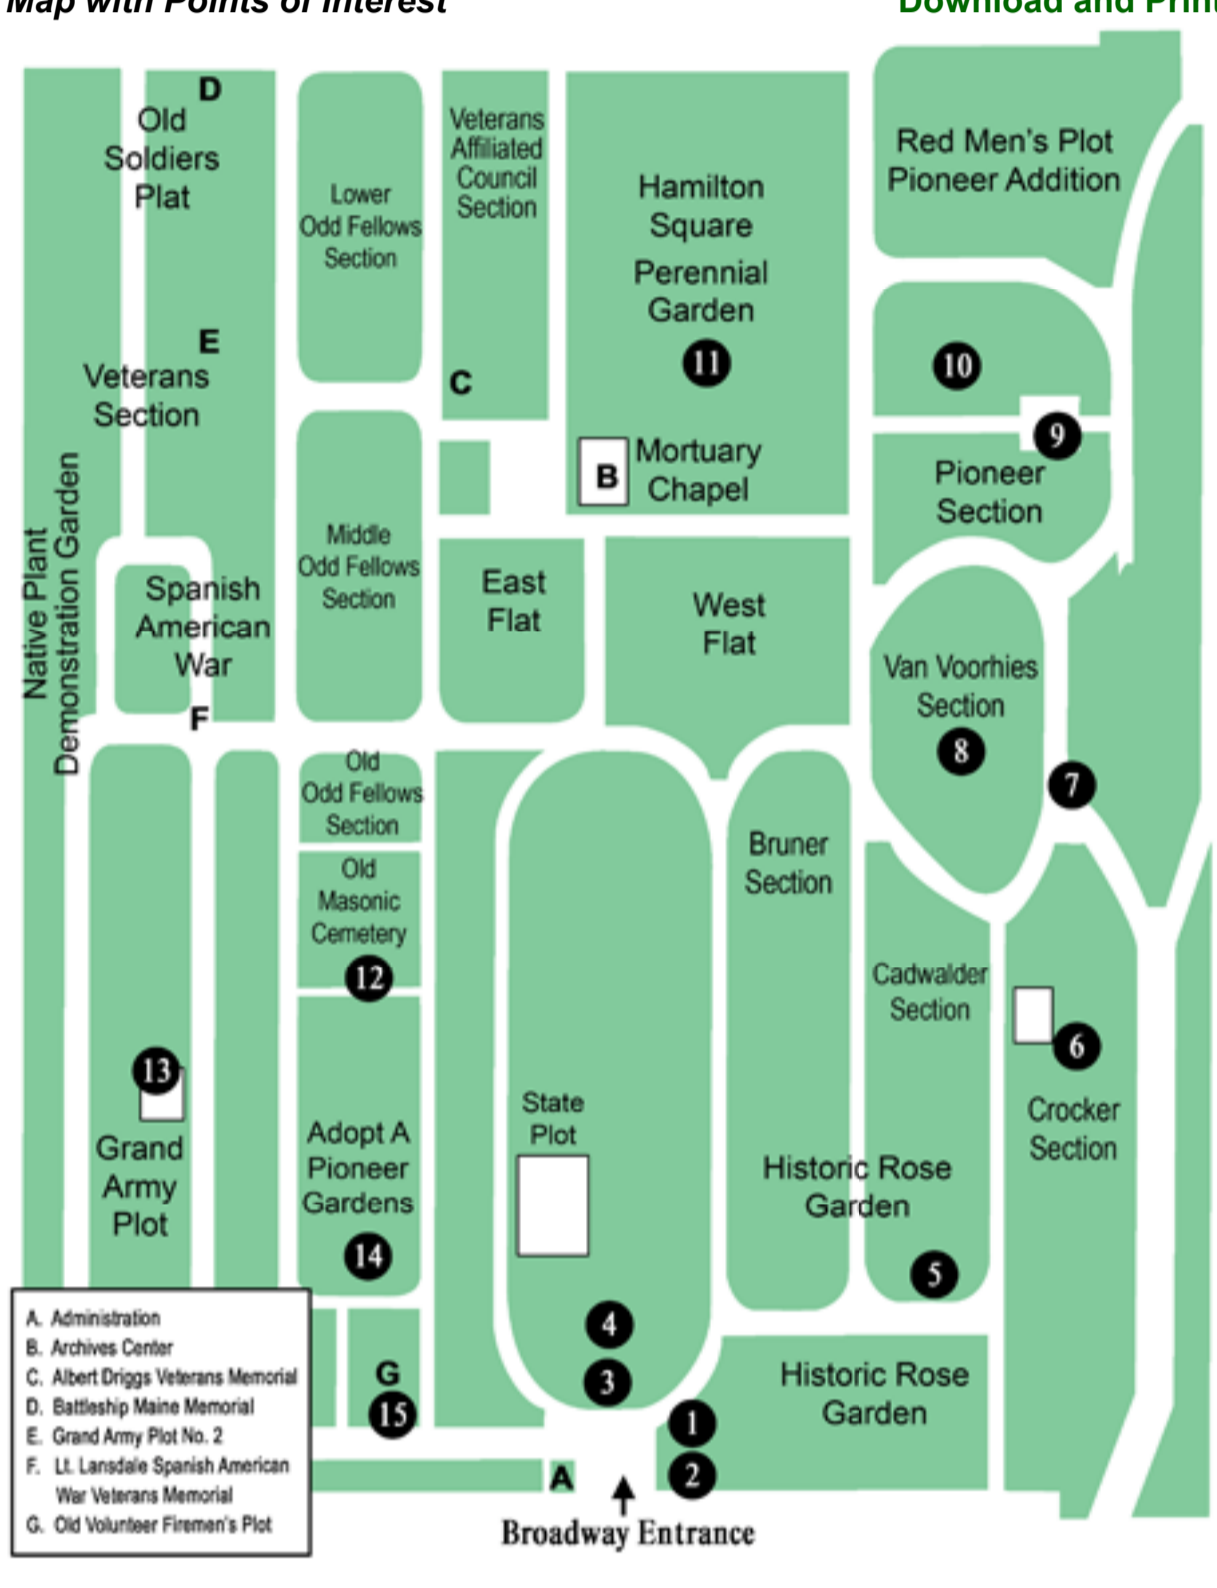 Map with Points of Interest
Download and Print
D
Old
Soldiers
Plat
Lower
Odd Fellows
Section
Veterans
Affiliated
Council
Section
Hamilton
Square
Perennial
Garden
11
Red Men's Plot
Pioneer Addition
E
Veterans
Section
C
10
9
B
Mortuary
Chapel
Pioneer
Section
Native Plant
Demonstration Garden
Spanish
American
War
F
Middle
Odd Fellows
Section
East
Flat
West
Flat
Van Voorhies
Section
8
7
Old
Odd Fellows
Section
Old
Masonic
Cemetery
12
Bruner
Section
Cadwalder
Section
6
Crocker
Section
13
Grand
Army
Plot
Adopt A
Pioneer
Gardens
14
State
Plot
Historic Rose
Garden
5
4
3
G
15
Historic Rose
Garden
1
2
A
Broadway Entrance
A. Administration
B. Archives Center
C. Albert Driggs Veterans Memorial
D. Battleship Maine Memorial
E. Grand Army Plot No. 2
F. Lt. Lansdale Spanish American
War Veterans Memorial
G. Old Volunteer Firemen's Plot